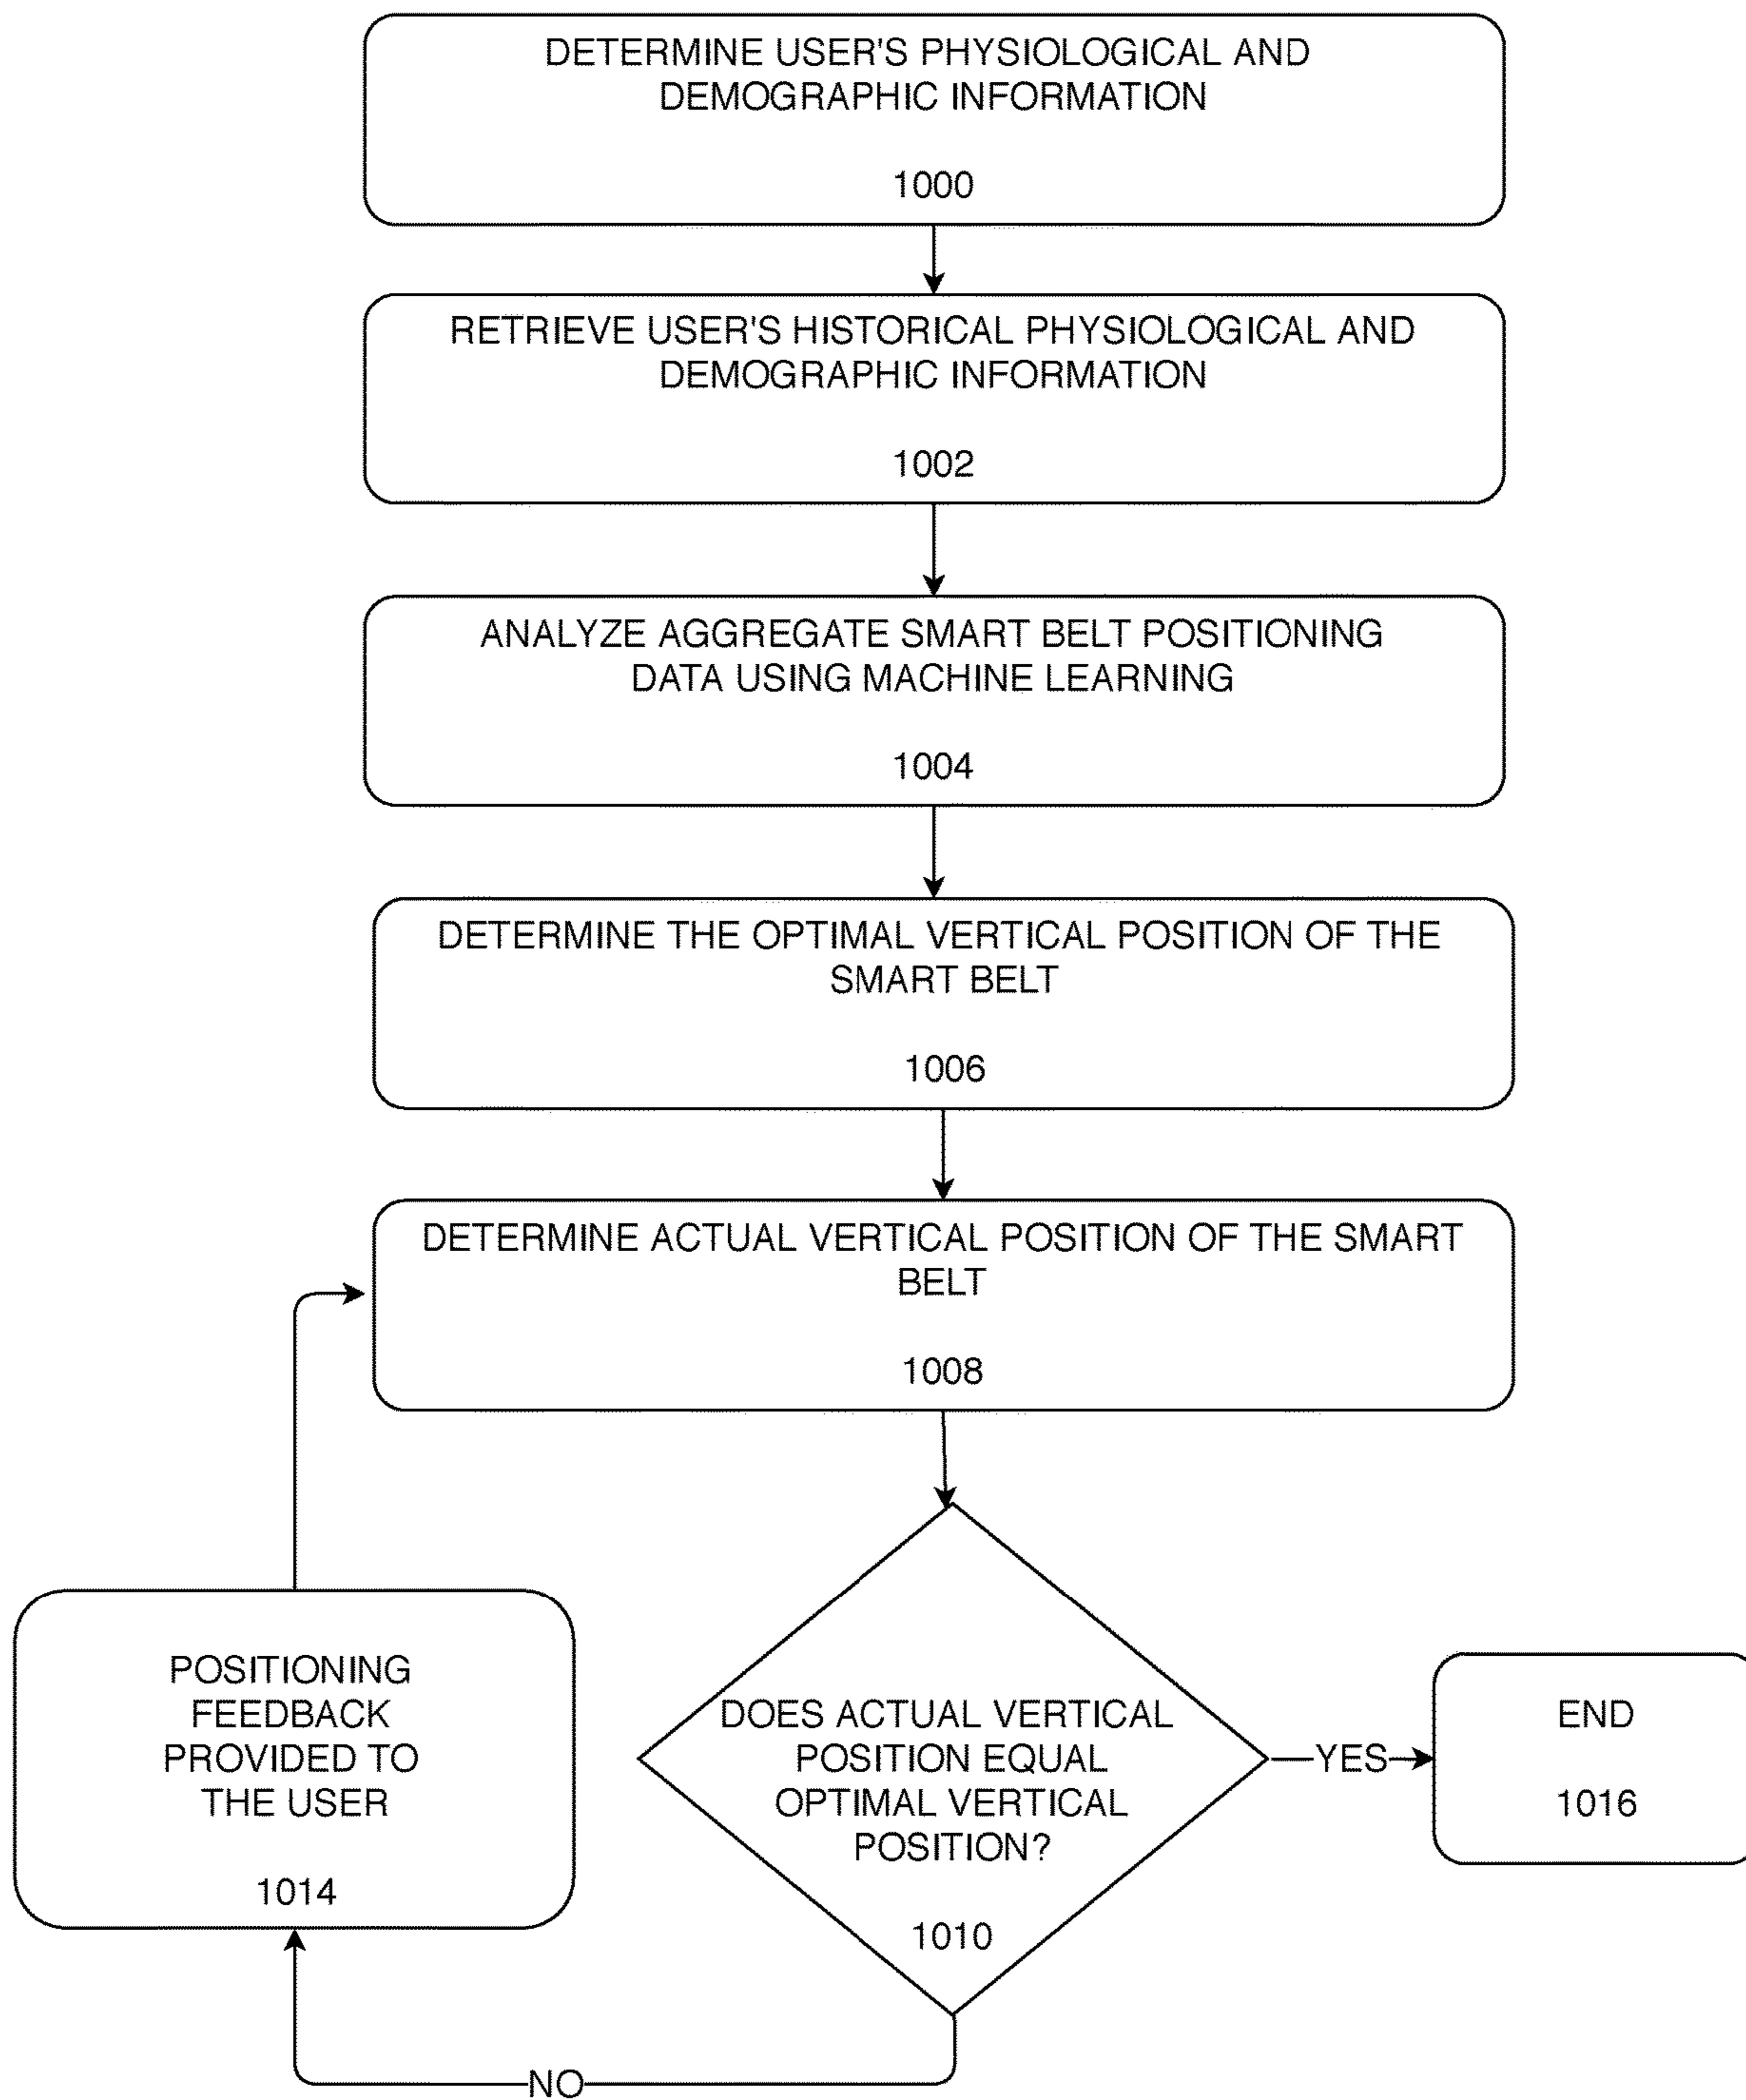 DETERMINE USER'S PHYSIOLOGICAL AND
DEMOGRAPHIC INFORMATION
1000
RETRIEVE USER'S HISTORICAL PHYSIOLOGICAL AND
DEMOGRAPHIC INFORMATION
1002
ANALYZE AGGREGATE SMART BELT POSITIONING
DATA USING MACHINE LEARNING
1004
DETERMINE THE OPTIMAL VERTICAL POSITION OF THE
SMART BELT
1006
DETERMINE ACTUAL VERTICAL POSITION OF THE SMART
BELT
1008
POSITIONING
FEEDBACK
PROVIDED TO
THE USER
1014
DOES ACTUAL VERTICAL
POSITION EQUAL
OPTIMAL VERTICAL
POSITION?
1010
YES
END
1016
NO